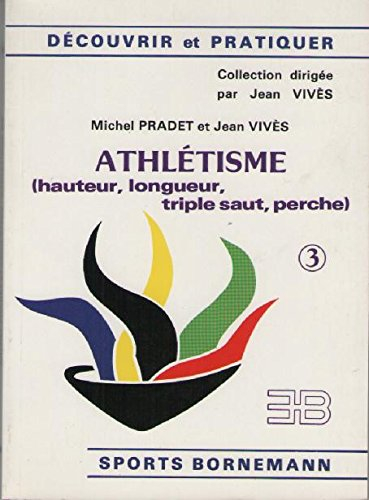 DÉCOUVRIR et PRATIQUER
Collection dirigée
par Jean VIVÈS
Michel PRADET et Jean VIVÈS
ATHLÉTISME
(hauteur, longueur,
triple saut, perche)
3
EB
SPORTS BORNEMANN